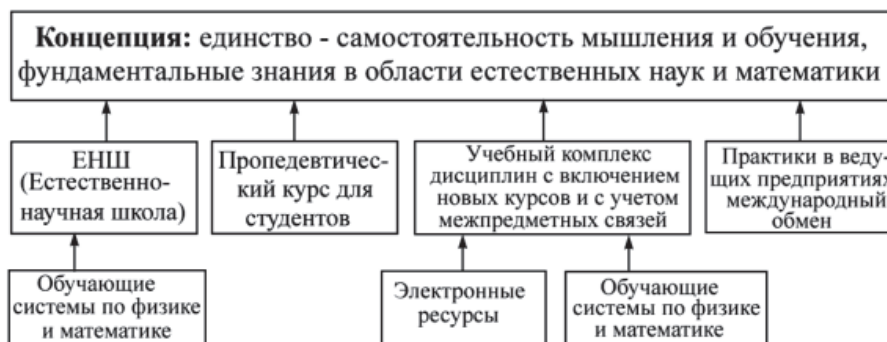 Концепция: единство - самостоятельность мышления и обучения,
фундаментальные знания в области естественных наук и математики
ЕНШ
(Естественно-
научная школа)
Пропедевтичес-
кий курс для
студентов
Учебный комплекс
дисциплин с включением
новых курсов и с учетом
межпредметных связей
Практики в веду-
щих предприятиях,
международный
обмен
Обучающие
системы по физике
и математике
Электронные
ресурсы
Обучающие
системы по физике
и математике